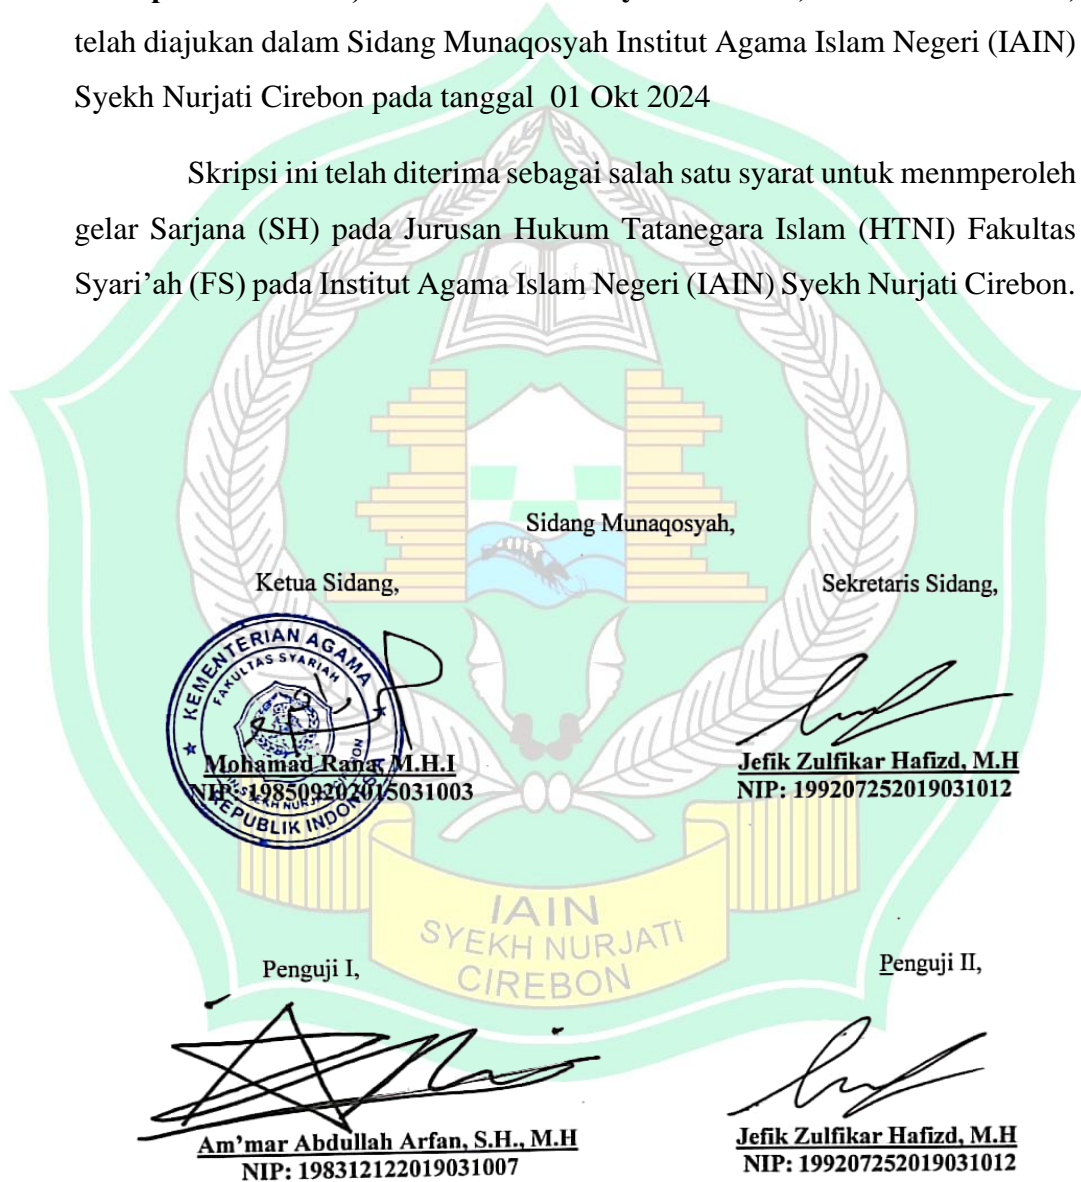 telah diajukan dalam Sidang Munaqosyah Institut Agama Islam Negeri (IAIN)
Syekh Nurjati Cirebon pada tanggal 01 Okt 2024
Skripsi ini telah diterima sebagai salah satu syarat untuk menmperoleh
gelar Sarjana (SH) pada Jurusan Hukum Tatanegara Islam (HTNI) Fakultas
Syari’ah (FS) pada Institut Agama Islam Negeri (IAIN) Syekh Nurjati Cirebon.
Sidang Munaqosyah,
Ketua Sidang,
Sekretaris Sidang,
KEMENTERIAN AGAMA
FAKULTAS SYARIAH
REPUBLIK INDONESIA
Mohamad Rana, M.H.I
NIP: 198509202015031003
Jefik Zulfikar Hafizd, M.H
NIP: 199207252019031012
IAIN
SYEKH NURJATI
CIREBON
Penguji I,
Penguji II,
Am’mar Abdullah Arfan, S.H., M.H
NIP: 198312122019031007
Jefik Zulfikar Hafizd, M.H
NIP: 199207252019031012